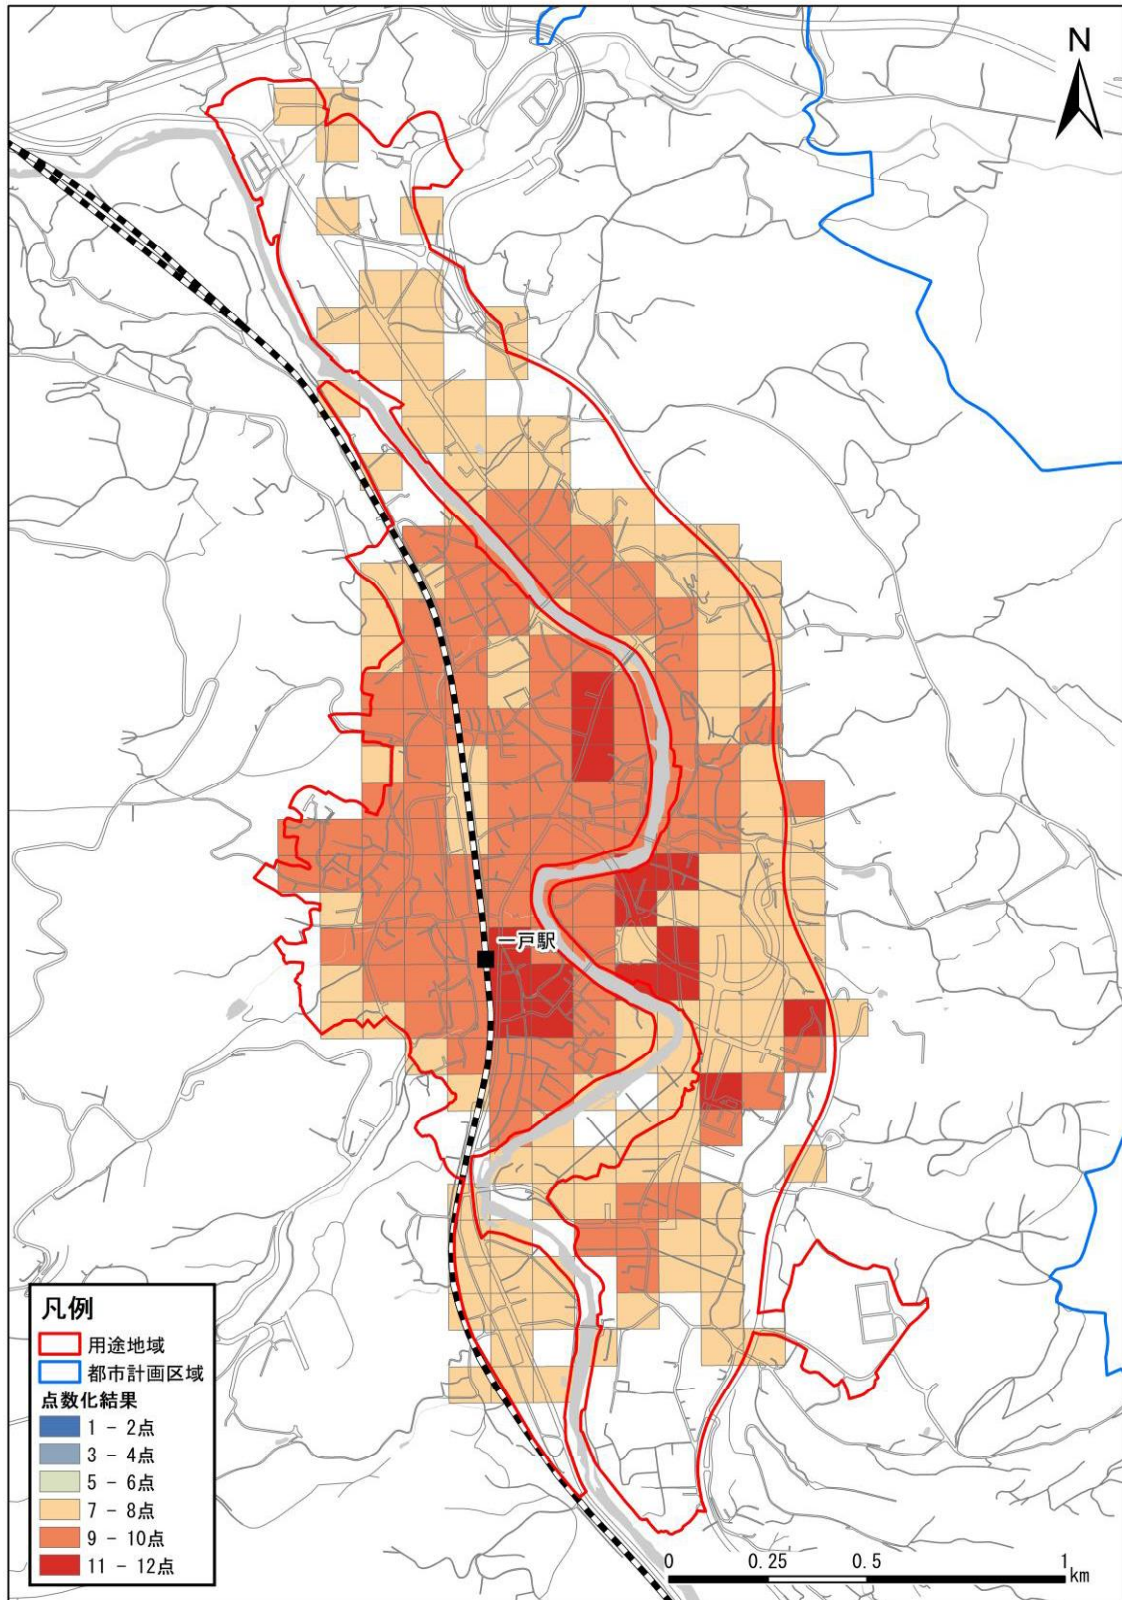 N
一戸駅
凡例
用途地域
都市計画区域
点数化結果
1 - 2点
3 - 4点
5 - 6点
7 - 8点
9 - 10点
11 - 12点
0 0.25 0.5 1
km